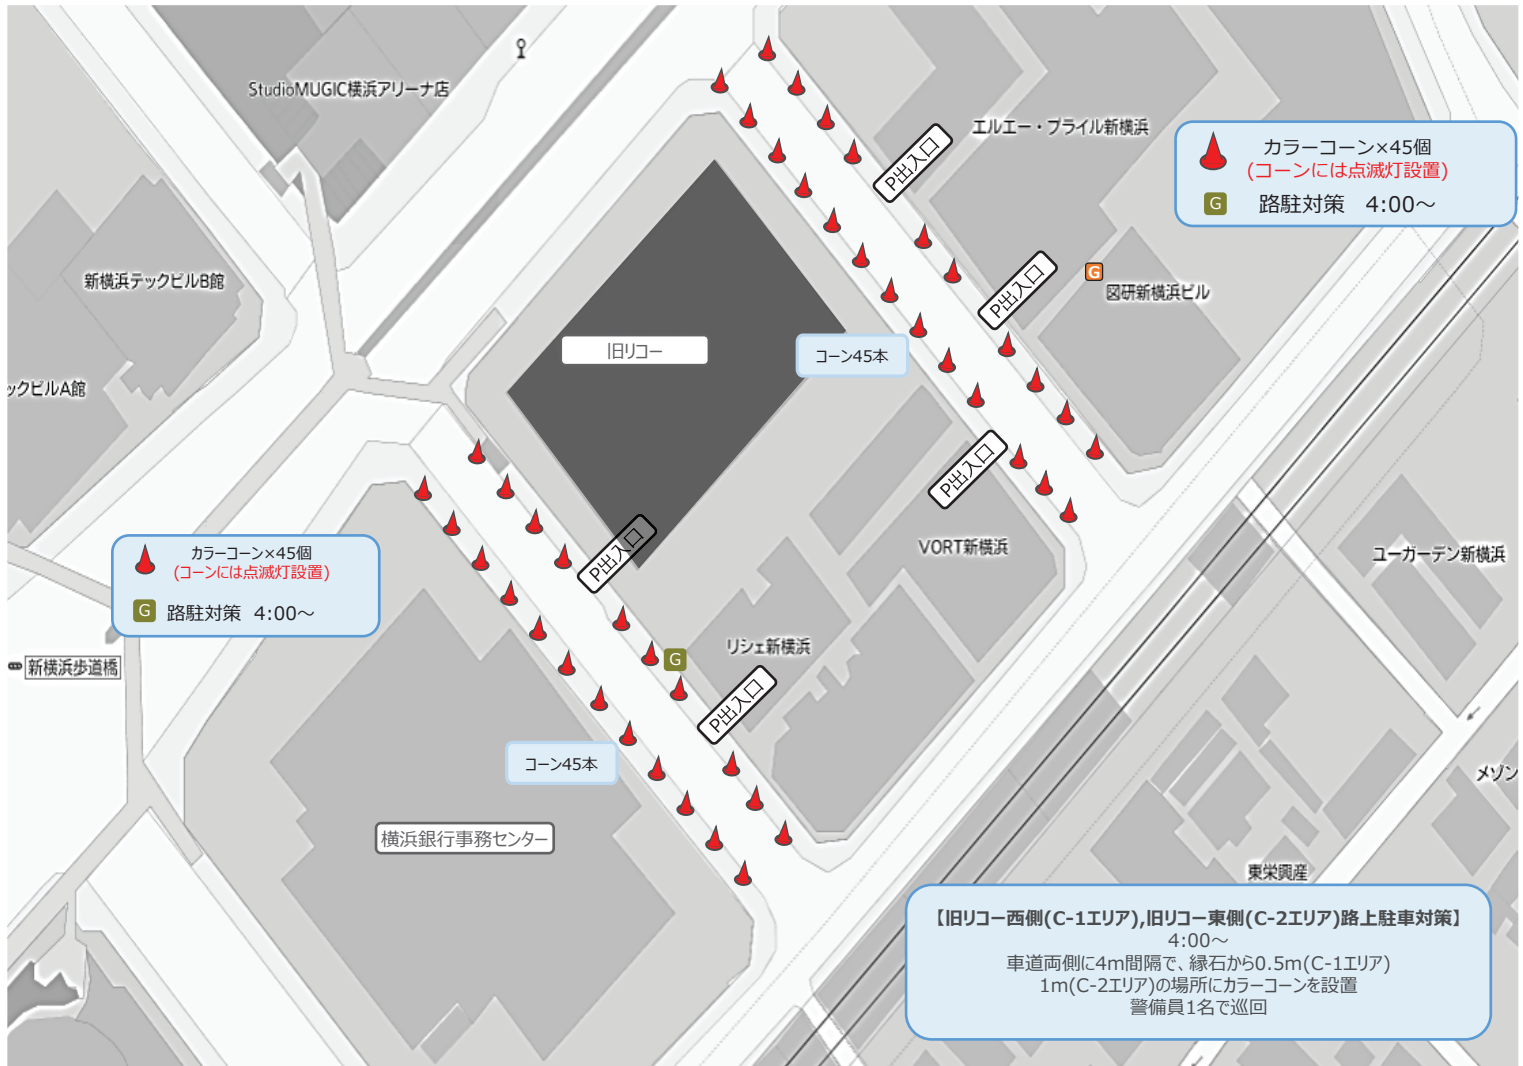 StudioMUGIC横浜アリーナ店
エルエー・プライル新横浜
カラーコーン×45個
(コーンには点滅灯設置)
G 路駐対策 4:00～
P出入口
新横浜テックビルB館
P出入口
G
図研新横浜ビル
旧リコー
コーン45本
ックビルA館
P出入口
VORT新横浜
ユーガーデン新横浜
カラーコーン×45個
(コーンには点滅灯設置)
G 路駐対策 4:00～
P出入口
リシェ新横浜
G
新横浜歩道橋
P出入口
コーン45本
メゾン
横浜銀行事務センター
東栄興産
【旧リコー西側(C-1エリア),旧リコー東側(C-2エリア)路上駐車対策】
4:00～
車道両側に4m間隔で、縁石から0.5m(C-1エリア)
1m(C-2エリア)の場所にカラーコーンを設置
警備員1名で巡回